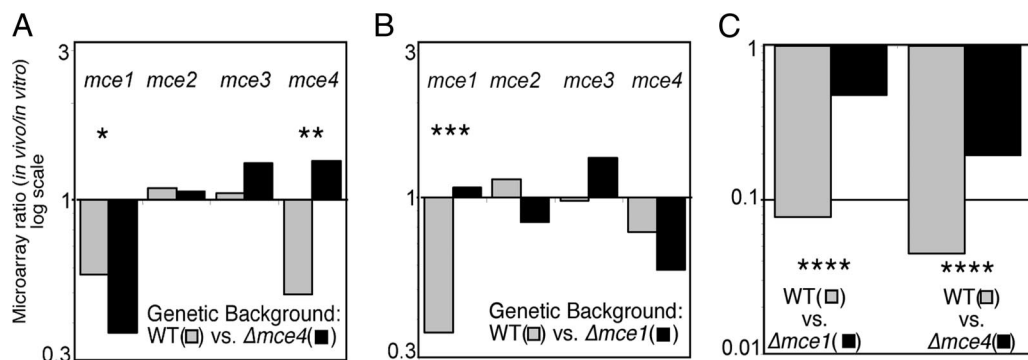 A
B
C
Microarray ratio (in vivo/in vitro)
log scale
3
1
0.3
mce1 mce2 mce3 mce4
* **
Genetic Background:
WT( ) vs. Δmce4( )
3
1
0.3
mce1 mce2 mce3 mce4
***
Genetic Background:
WT( ) vs. Δmce1( )
1
0.1
0.01
**** ****
WT( ) WT( )
vs. vs.
Δmce1( ) Δmce4( )